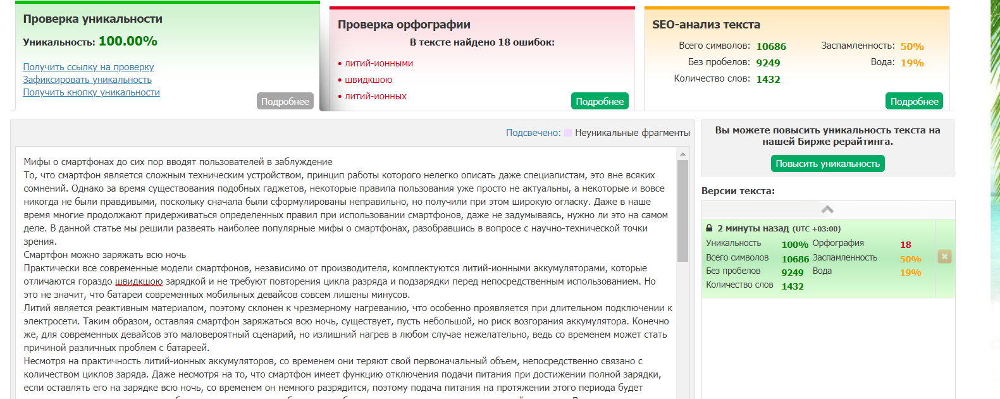 Проверка уникальности
Уникальность: 100.00%
Получить ссылку на проверку
Зафиксировать уникальность
Получить кнопку уникальности
Подробнее
Проверка орфографии
В тексте найдено 18 ошибок:
• литий-ионными
• швидкшою
• литий-ионных
Подробнее
SEO-анализ текста
Всего символов: 10686 Заспамленность: 50%
Без пробелов: 9249 Вода: 19%
Количество слов: 1432
Подробнее
Подсвечено: Неуникальные фрагменты
Мифы о смартфонах до сих пор вводят пользователей в заблуждение
То, что смартфон является сложным техническим устройством, принцип работы которого нелегко описать даже специалистам, это вне всяких
сомнений. Однако за время существования подобных гаджетов, некоторые правила пользования уже просто не актуальны, а некоторые и вовсе
никогда не были правдивыми, поскольку сначала были сформулированы неправильно, но получили при этом широкую огласку. Даже в наше
время многие продолжают придерживаться определенных правил при использовании смартфонов, даже не задумываясь, нужно ли это на самом
деле. В данной статье мы решили развеять наиболее популярные мифы о смартфонах, разобравшись в вопросе с научно-технической точки
зрения.
Смартфон можно заряжать всю ночь
Практически все современные модели смартфонов, независимо от производителя, комплектуются литий-ионными аккумуляторами, которые
отличаются гораздо швидкшою зарядкой и не требуют повторения цикла разряда и подзарядки перед непосредственным использованием. Но
это не значит, что батареи современных мобильных девайсов совсем лишены минусов.
Литий является реактивным материалом, поэтому склонен к чрезмерному нагреванию, что особенно проявляется при длительном подключении к
электросети. Таким образом, оставляя смартфон заряжаться всю ночь, существует, пусть небольшой, но риск возгорания аккумулятора. Конечно
же, для современных девайсов это маловероятный сценарий, но излишний нагрев в любом случае нежелательно, ведь со временем может стать
причиной различных проблем с батареей.
Несмотря на практичность литий-ионных аккумуляторов, со временем они теряют свой первоначальный объем, непосредственно связано с
количеством циклов заряда. Даже несмотря на то, что смартфон имеет функцию отключения подачи питания при достижении полной зарядки,
если оставлять его на зарядке всю ночь, со временем он немного разрядится, поэтому подача питания на протяжении этого периода будет
Вы можете повысить уникальность текста на
нашей Бирже рерайтинга.
Повысить уникальность
Версии текста:
2 минуты назад (UTC +03:00)
Уникальность 100% Орфография 18
Всего символов 10686 Заспамленность 50%
Без пробелов 9249 Вода 19%
Количество слов 1432